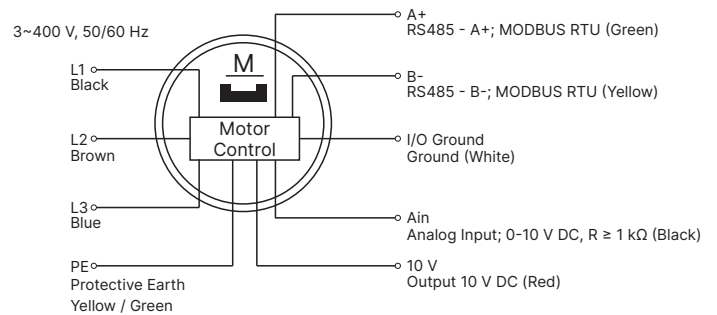 3~400 V, 50/60 Hz
L1
Black
L2
Brown
L3
Blue
PE
Protective Earth
Yellow / Green
M
Motor
Control
A+
RS485 - A+; MODBUS RTU (Green)
B-
RS485 - B-; MODBUS RTU (Yellow)
I/O Ground
Ground (White)
Ain
Analog Input; 0-10 V DC, R ≥ 1 kΩ (Black)
10 V
Output 10 V DC (Red)